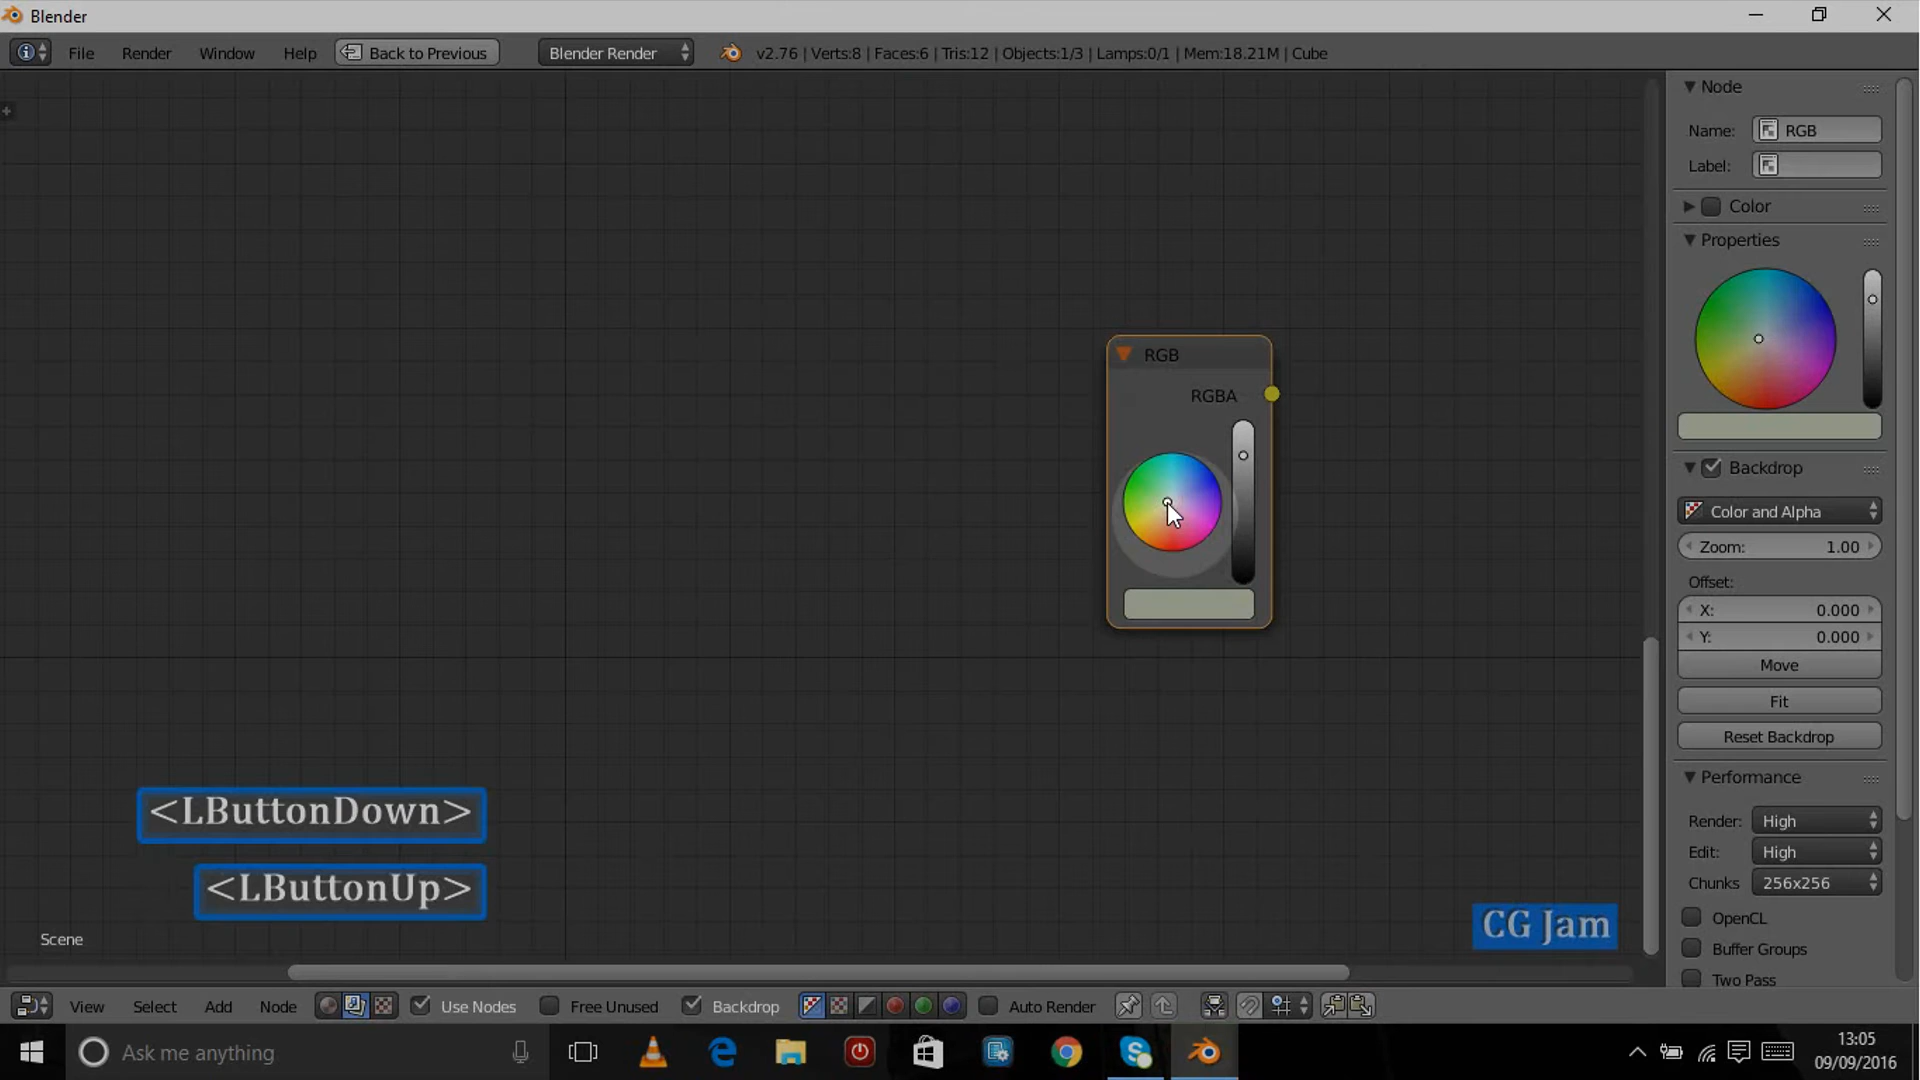 Blender
File Render Window Help Back to Previous Blender Render v2.76 | Verts:8 | Faces:6 | Tris:12 | Objects:1/3 | Lamps:0/1 | Mem:18.21M | Cube
Node
Name: RGB
Label:
Color
Properties
RGB
RGBA
Backdrop
Color and Alpha
Zoom: 1.00
Offset:
X: 0.000
Y: 0.000
Move
Fit
Reset Backdrop
Performance
Render: High
Edit: High
Chunks 256x256
OpenCL
Buffer Groups
Two Pass
<LButtonDown>
<LButtonUp>
CG Jam
Scene
View Select Add Node Use Nodes Free Unused Backdrop Auto Render
Ask me anything
13:05
09/09/2016